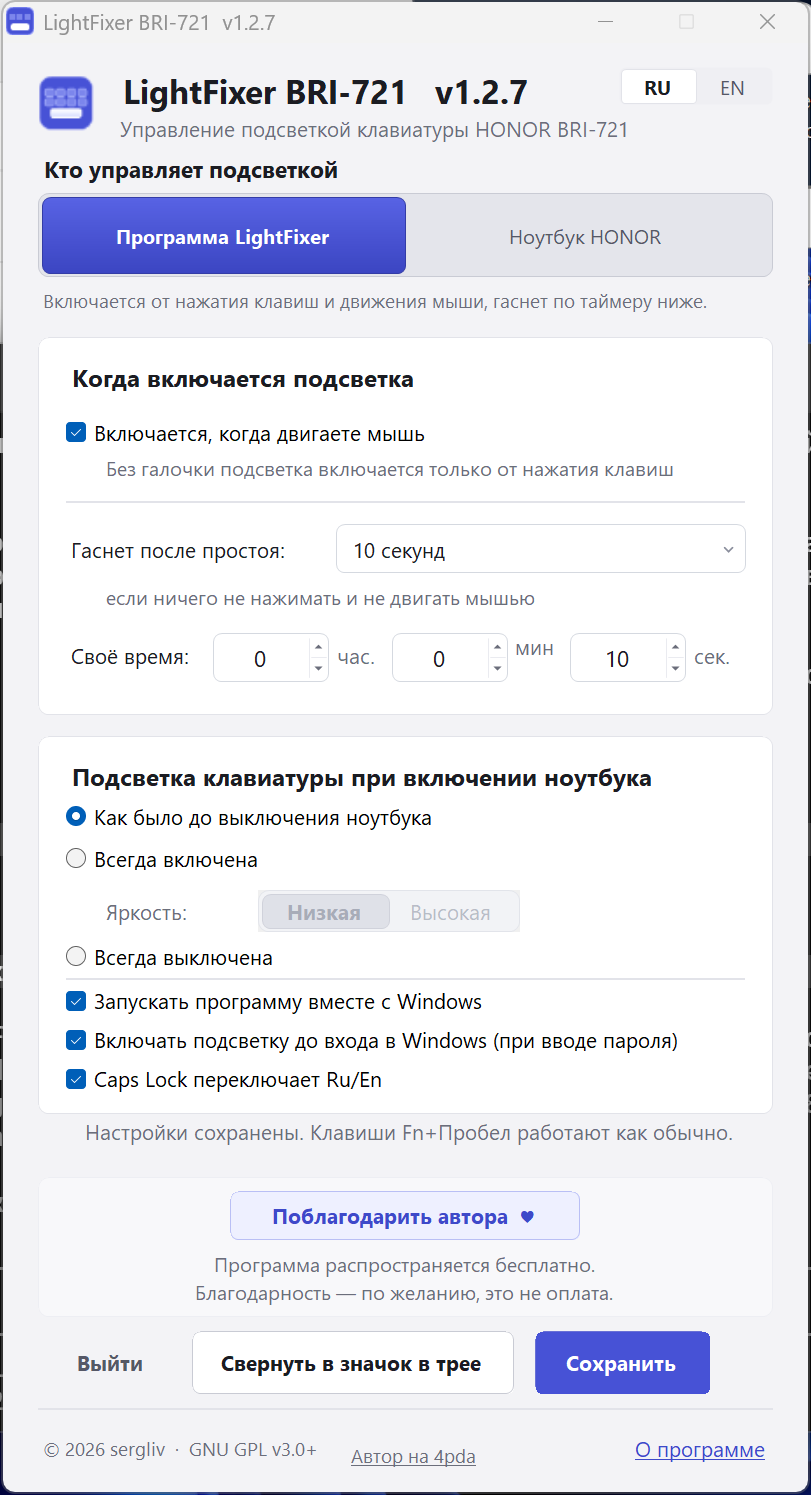 LightFixer BRI-721 v1.2.7
LightFixer BRI-721 v1.2.7
RU EN
Управление подсветкой клавиатуры HONOR BRI-721
Кто управляет подсветкой
Программа LightFixer Ноутбук HONOR
Включается от нажатия клавиш и движения мыши, гаснет по таймеру ниже.
Когда включается подсветка
Включается, когда двигаете мышь
Без галочки подсветка включается только от нажатия клавиш
Гаснет после простоя: 10 секунд
если ничего не нажимать и не двигать мышью
Своё время: 0 час. 0 мин 10 сек.
Подсветка клавиатуры при включении ноутбука
Как было до выключения ноутбука
Всегда включена
Яркость: Низкая Высокая
Всегда выключена
Запускать программу вместе с Windows
Включать подсветку до входа в Windows (при вводе пароля)
Caps Lock переключает Ru/En
Настройки сохранены. Клавиши Fn+Пробел работают как обычно.
Поблагодарить автора ♥
Программа распространяется бесплатно.
Благодарность — по желанию, это не оплата.
Выйти Свернуть в значок в трее Сохранить
© 2026 sergliv · GNU GPL v3.0+ Автор на 4pda О программе